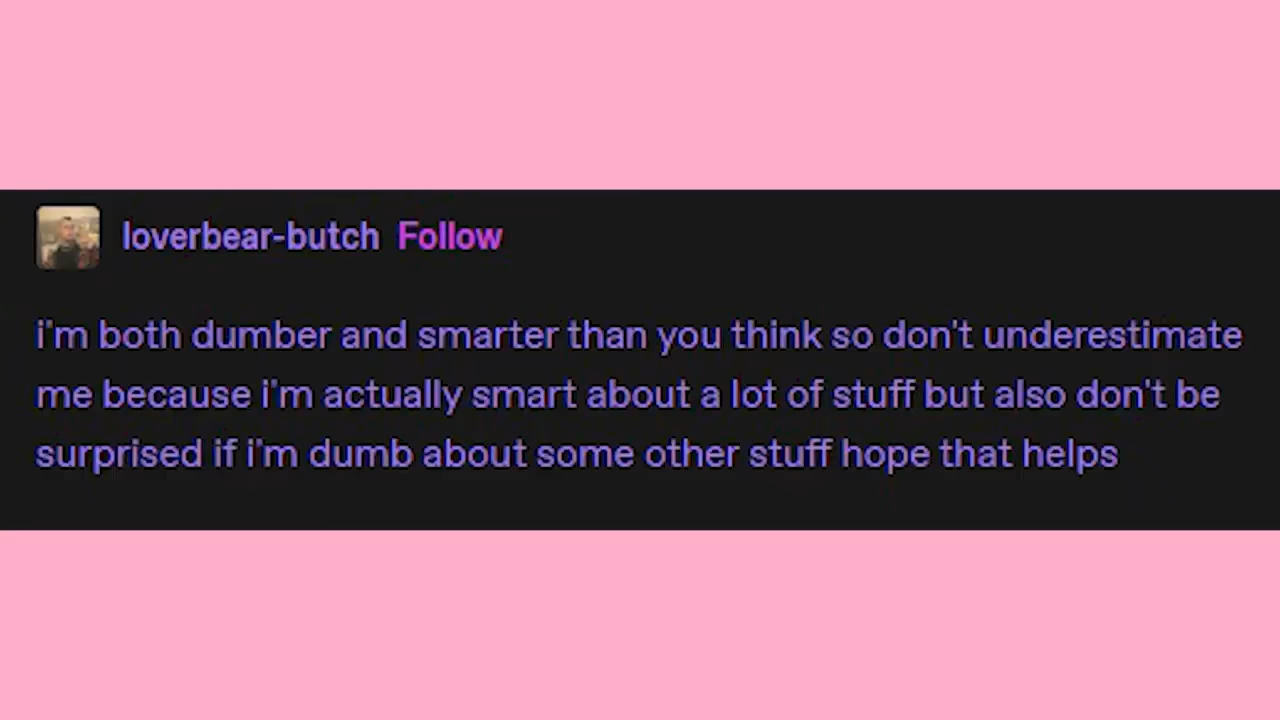 loverbear-butch Follow
i'm both dumber and smarter than you think so don't underestimate
me because i'm actually smart about a lot of stuff but also don't be
surprised if i'm dumb about some other stuff hope that helps